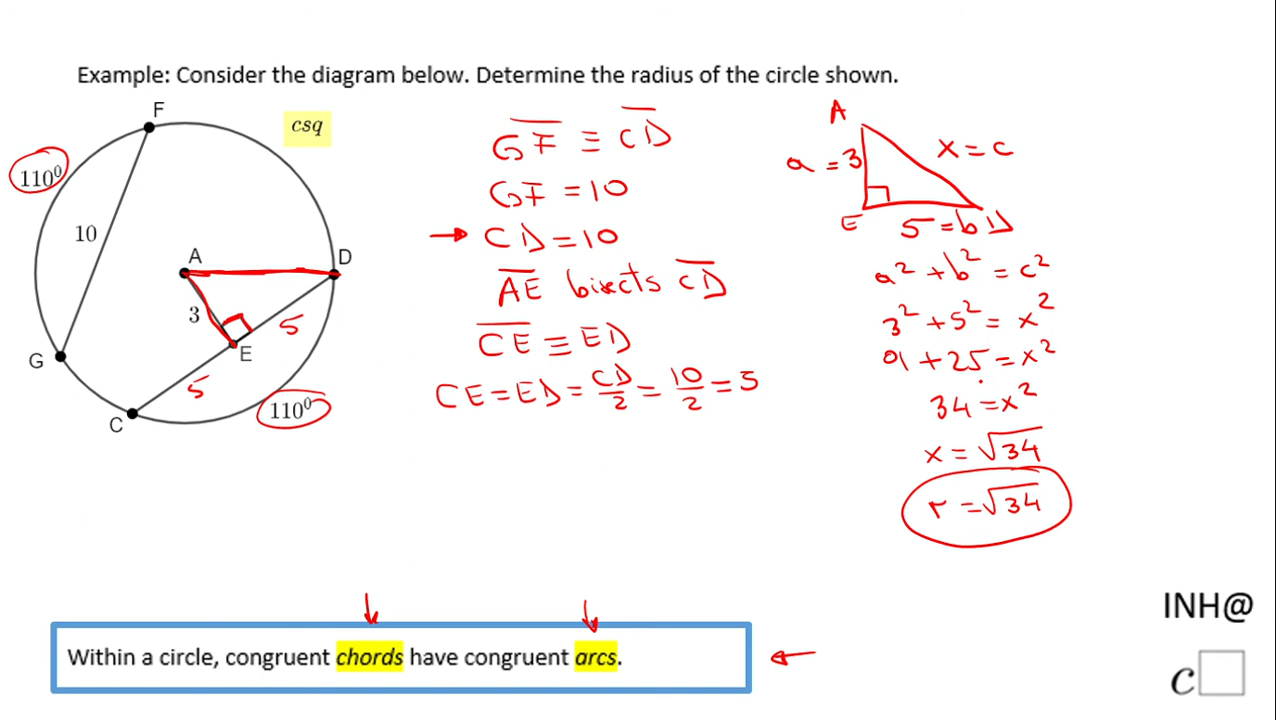 Example: Consider the diagram below. Determine the radius of the circle shown.
F
csq
110⁰
10
A
D
3
5
E
G
5
C
110⁰
GF ≡ CD
GF = 10
→ CD = 10
AE bisects CD
CE ≡ ED
CE = ED = CD/2 = 10/2 = 5
A
a = 3
x = c
E
5 = b
D
a² + b² = c²
3² + 5² = x²
9 + 25 = x²
34 = x²
x = √34
r = √34
Within a circle, congruent chords have congruent arcs.
INH@
c